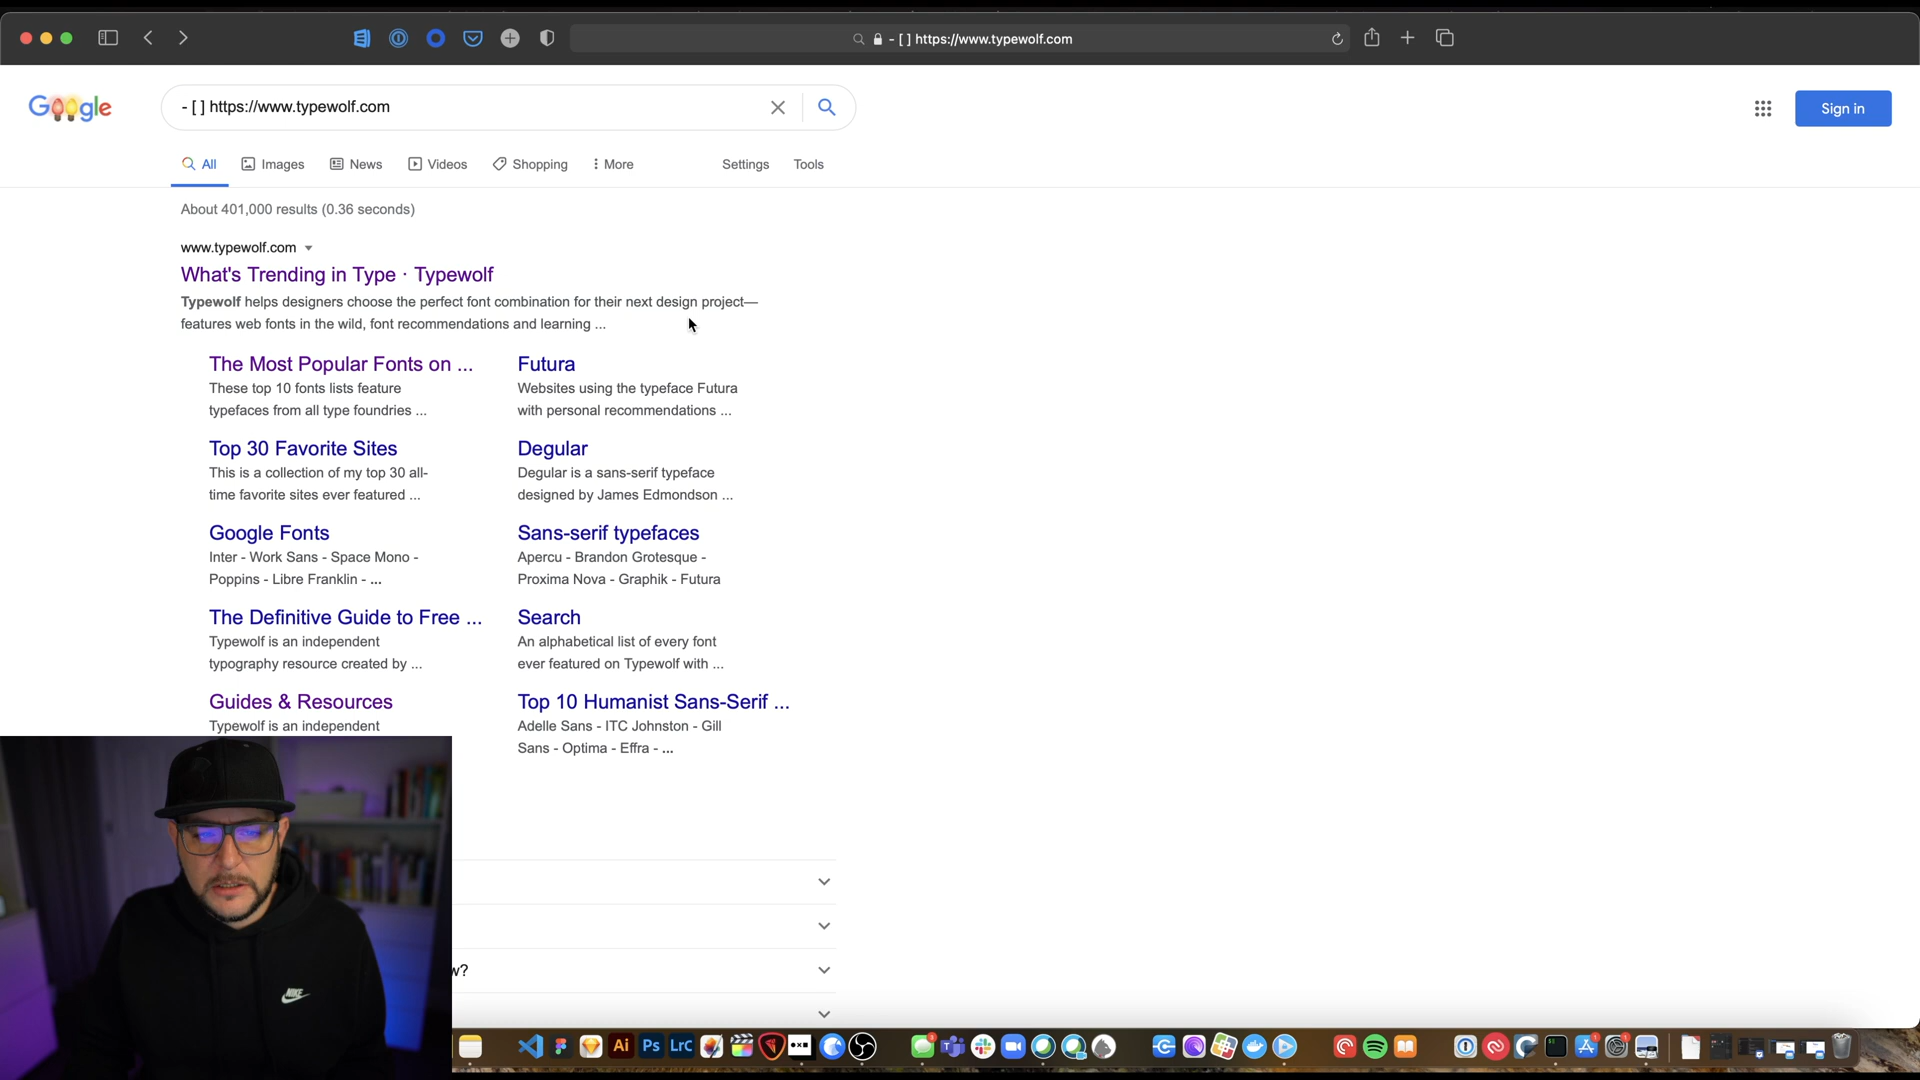 - [ ] https://www.typewolf.com
Google
- [ ] https://www.typewolf.com
Sign in
All
Images
News
Videos
Shopping
More
Settings
Tools
About 401,000 results (0.36 seconds)
www.typewolf.com
What's Trending in Type · Typewolf
Typewolf helps designers choose the perfect font combination for their next design project—
features web fonts in the wild, font recommendations and learning ...
The Most Popular Fonts on ...
These top 10 fonts lists feature
typefaces from all type foundries ...
Futura
Websites using the typeface Futura
with personal recommendations ...
Top 30 Favorite Sites
This is a collection of my top 30 all-
time favorite sites ever featured ...
Degular
Degular is a sans-serif typeface
designed by James Edmondson ...
Google Fonts
Inter - Work Sans - Space Mono -
Poppins - Libre Franklin - ...
Sans-serif typefaces
Apercu - Brandon Grotesque -
Proxima Nova - Graphik - Futura
The Definitive Guide to Free ...
Typewolf is an independent
typography resource created by ...
Search
An alphabetical list of every font
ever featured on Typewolf with ...
Guides & Resources
Typewolf is an independent
Top 10 Humanist Sans-Serif ...
Adelle Sans - ITC Johnston - Gill
Sans - Optima - Effra - ...
w?
NIKE
Ai
Ps
LrC